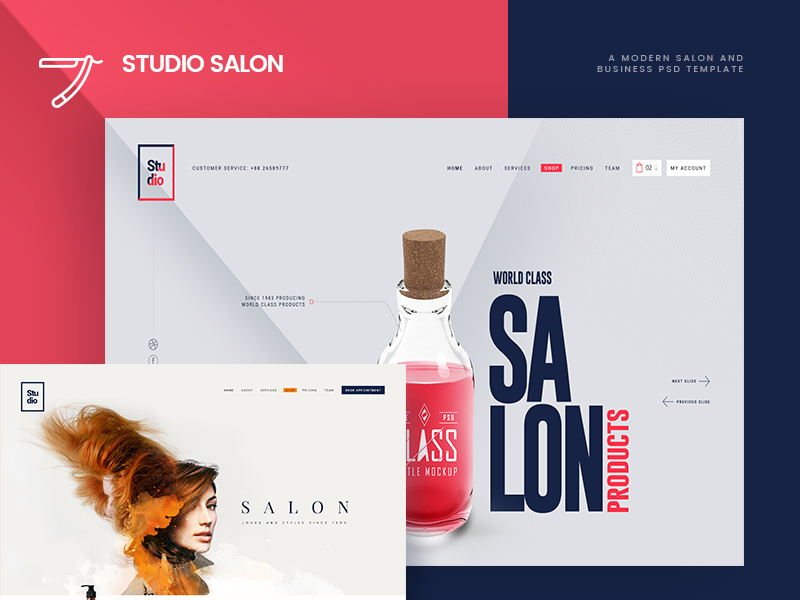 STUDIO SALON
A MODERN SALON AND
BUSINESS PSD TEMPLATE
Stu
dio
CUSTOMER SERVICE: +88 26589777
HOME ABOUT SERVICES SHOP PRICING TEAM 02 MY ACCOUNT
SINCE 1983 PRODUCING
WORLD CLASS PRODUCTS
WORLD CLASS
SA
LON
PRODUCTS
NEXT SLIDE
PREVIOUS SLIDE
PSD
LASS
TLE MOCKUP
Stu
dio
HOME ABOUT SERVICES SHOP PRICING TEAM BOOK APPOINTMENT
SALON
LOOKS AND STYLES SINCE 1983